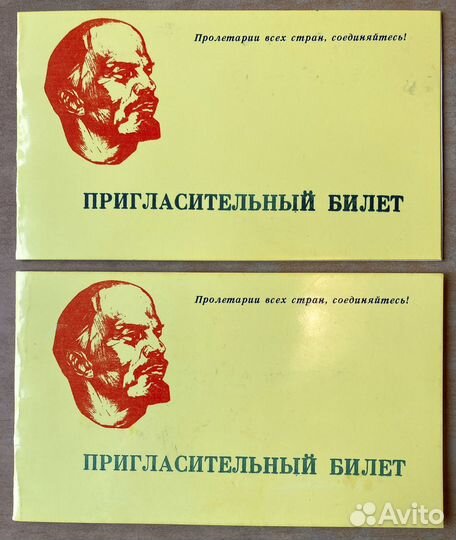 Пролетарии всех стран, соединяйтесь!
ПРИГЛАСИТЕЛЬНЫЙ БИЛЕТ
Пролетарии всех стран, соединяйтесь!
ПРИГЛАСИТЕЛЬНЫЙ БИЛЕТ
Avito